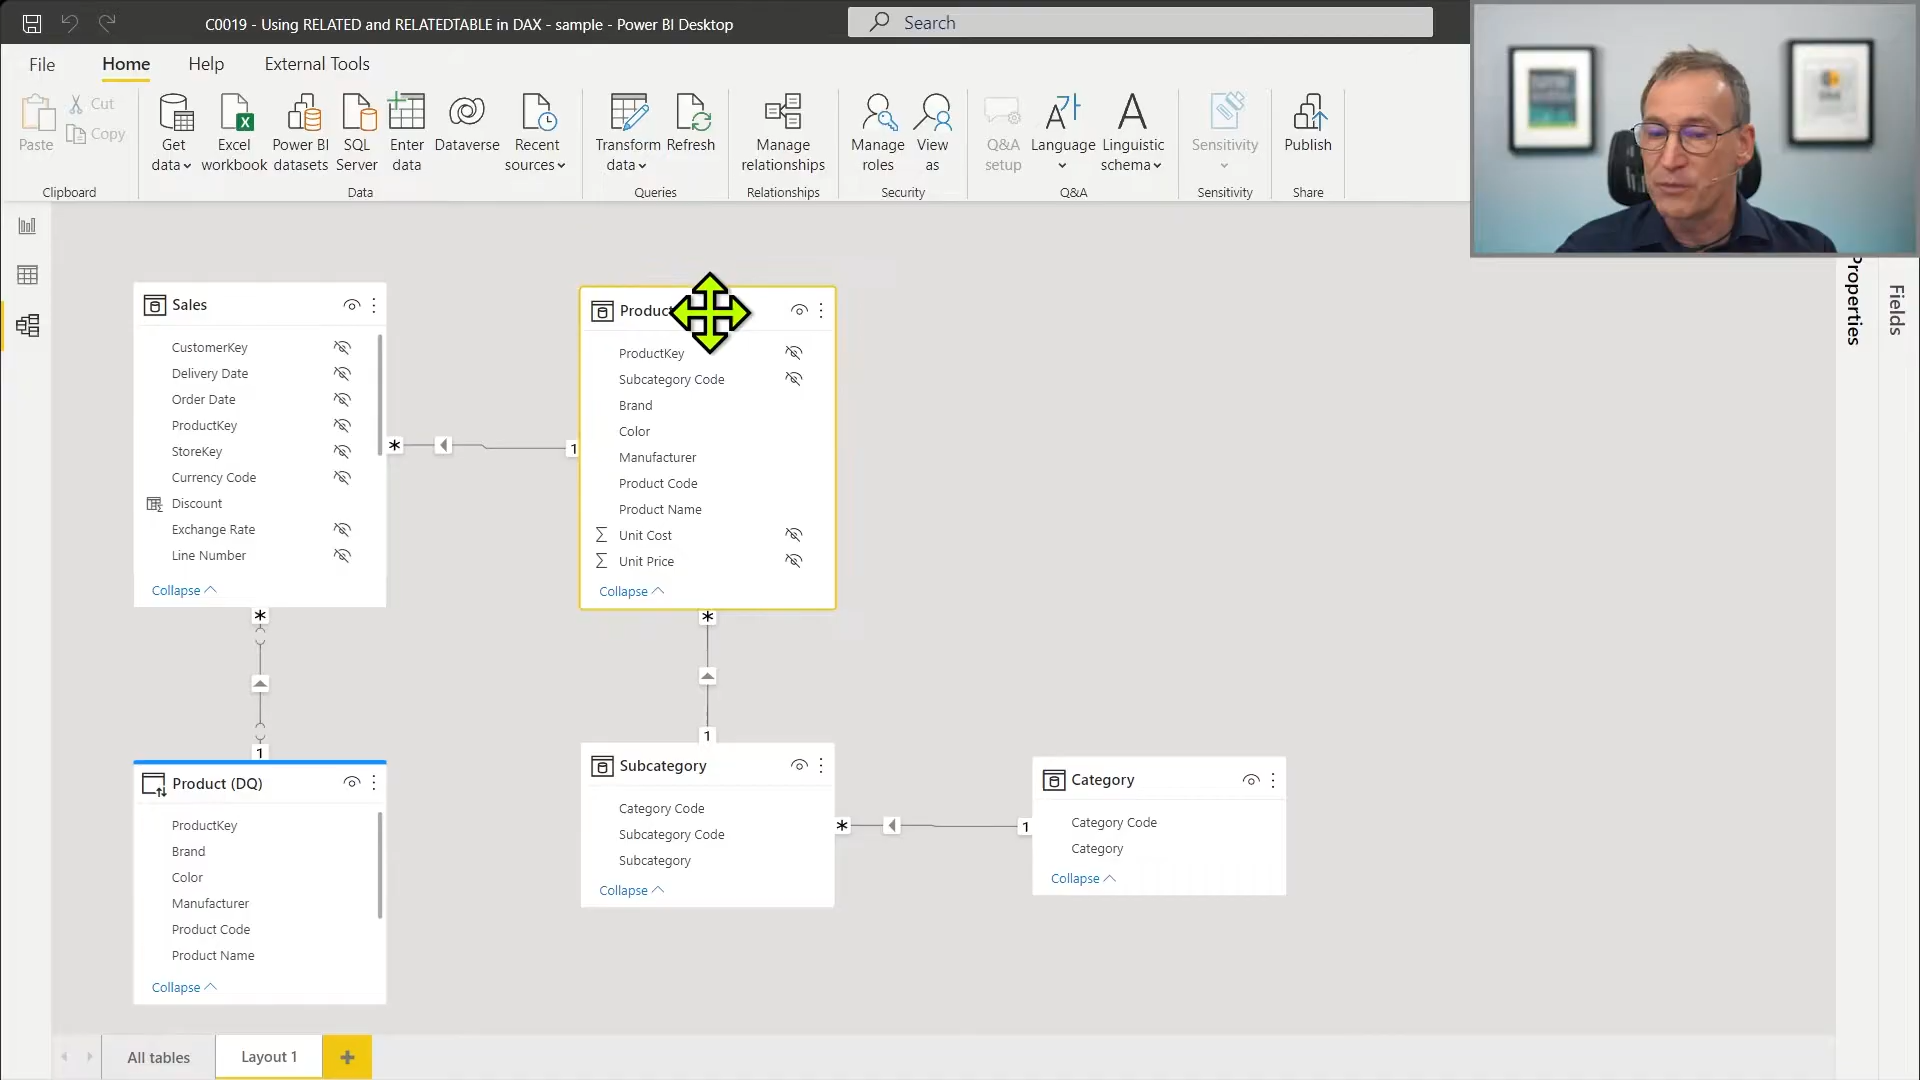 C0019 - Using RELATED and RELATEDTABLE in DAX - sample - Power BI Desktop
Search
File
Home
Help
External Tools
Paste
Cut
Copy
Clipboard
Get data
Excel workbook
Power BI datasets
SQL Server
Enter data
Dataverse
Recent sources
Data
Transform data
Refresh
Queries
Manage relationships
Relationships
Manage roles
View as
Security
Q&A setup
Language
Linguistic schema
Q&A
Sensitivity
Sensitivity
Publish
Share
Properties
Fields
Sales
CustomerKey
Delivery Date
Order Date
ProductKey
StoreKey
Currency Code
Discount
Exchange Rate
Line Number
Collapse
*
1
Produc
ProductKey
Subcategory Code
Brand
Color
Manufacturer
Product Code
Product Name
Unit Cost
Unit Price
Collapse
*
1
*
1
Product (DQ)
ProductKey
Brand
Color
Manufacturer
Product Code
Product Name
Collapse
Subcategory
Category Code
Subcategory Code
Subcategory
Collapse
*
1
Category
Category Code
Category
Collapse
All tables
Layout 1
+